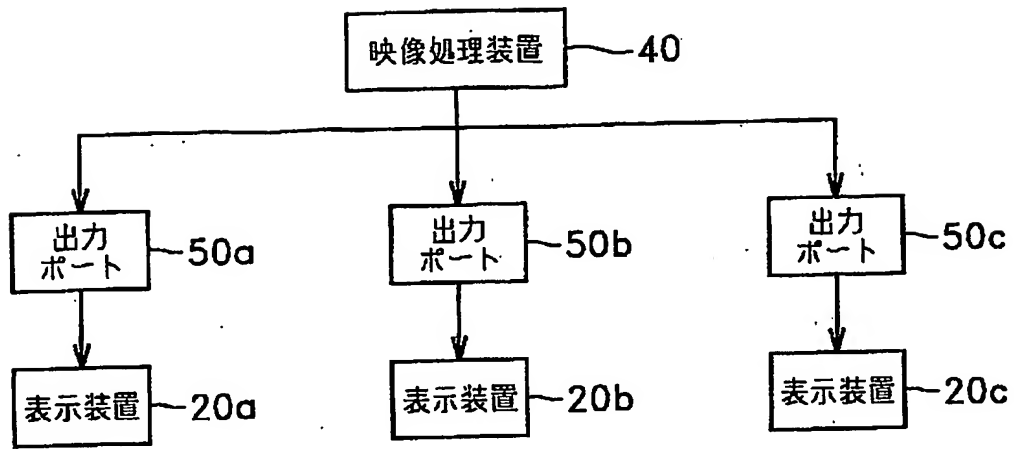 映像処理装置 40
出力
ポート
50a
出力
ポート
50b
出力
ポート
50c
表示装置 20a
表示装置 20b
表示装置 20c